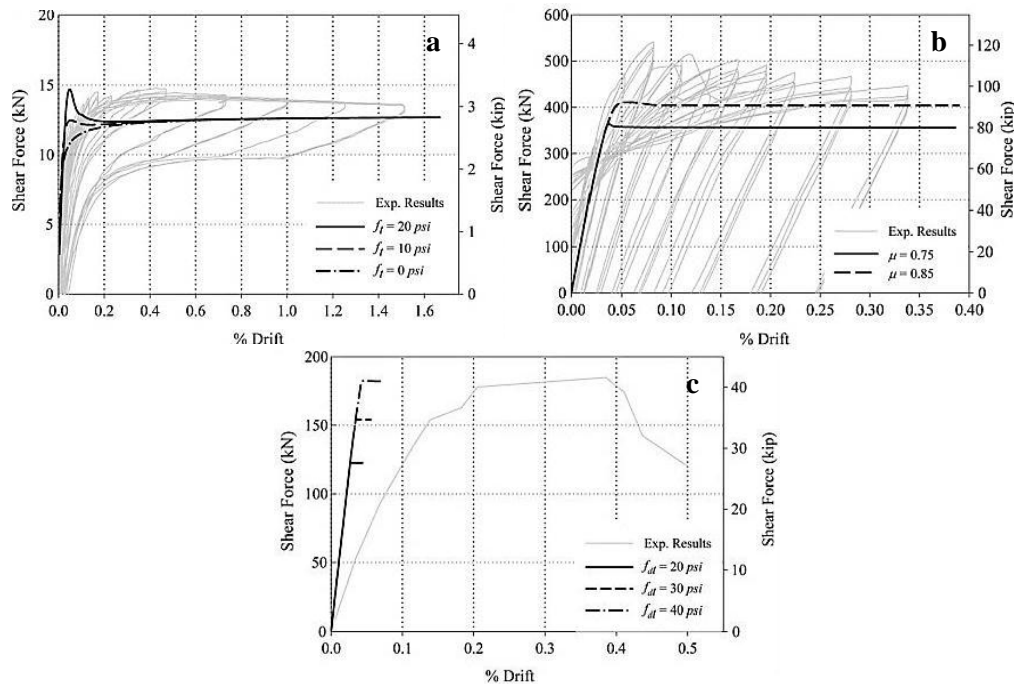 a
20
15
10
5
0
Shear Force (kN)
4
3
2
1
0
Shear Force (kip)
Exp. Results
f_t = 20 psi
f_t = 10 psi
f_t = 0 psi
0.0 0.2 0.4 0.6 0.8 1.0 1.2 1.4 1.6
% Drift
b
600
500
400
300
200
100
0
Shear Force (kN)
120
100
80
60
40
20
0
Shear Force (kip)
Exp. Results
μ = 0.75
μ = 0.85
0.00 0.05 0.10 0.15 0.20 0.25 0.30 0.35 0.40
% Drift
c
200
150
100
50
0
Shear Force (kN)
40
30
20
10
0
Shear Force (kip)
Exp. Results
f_dt = 20 psi
f_dt = 30 psi
f_dt = 40 psi
0.0 0.1 0.2 0.3 0.4 0.5
% Drift